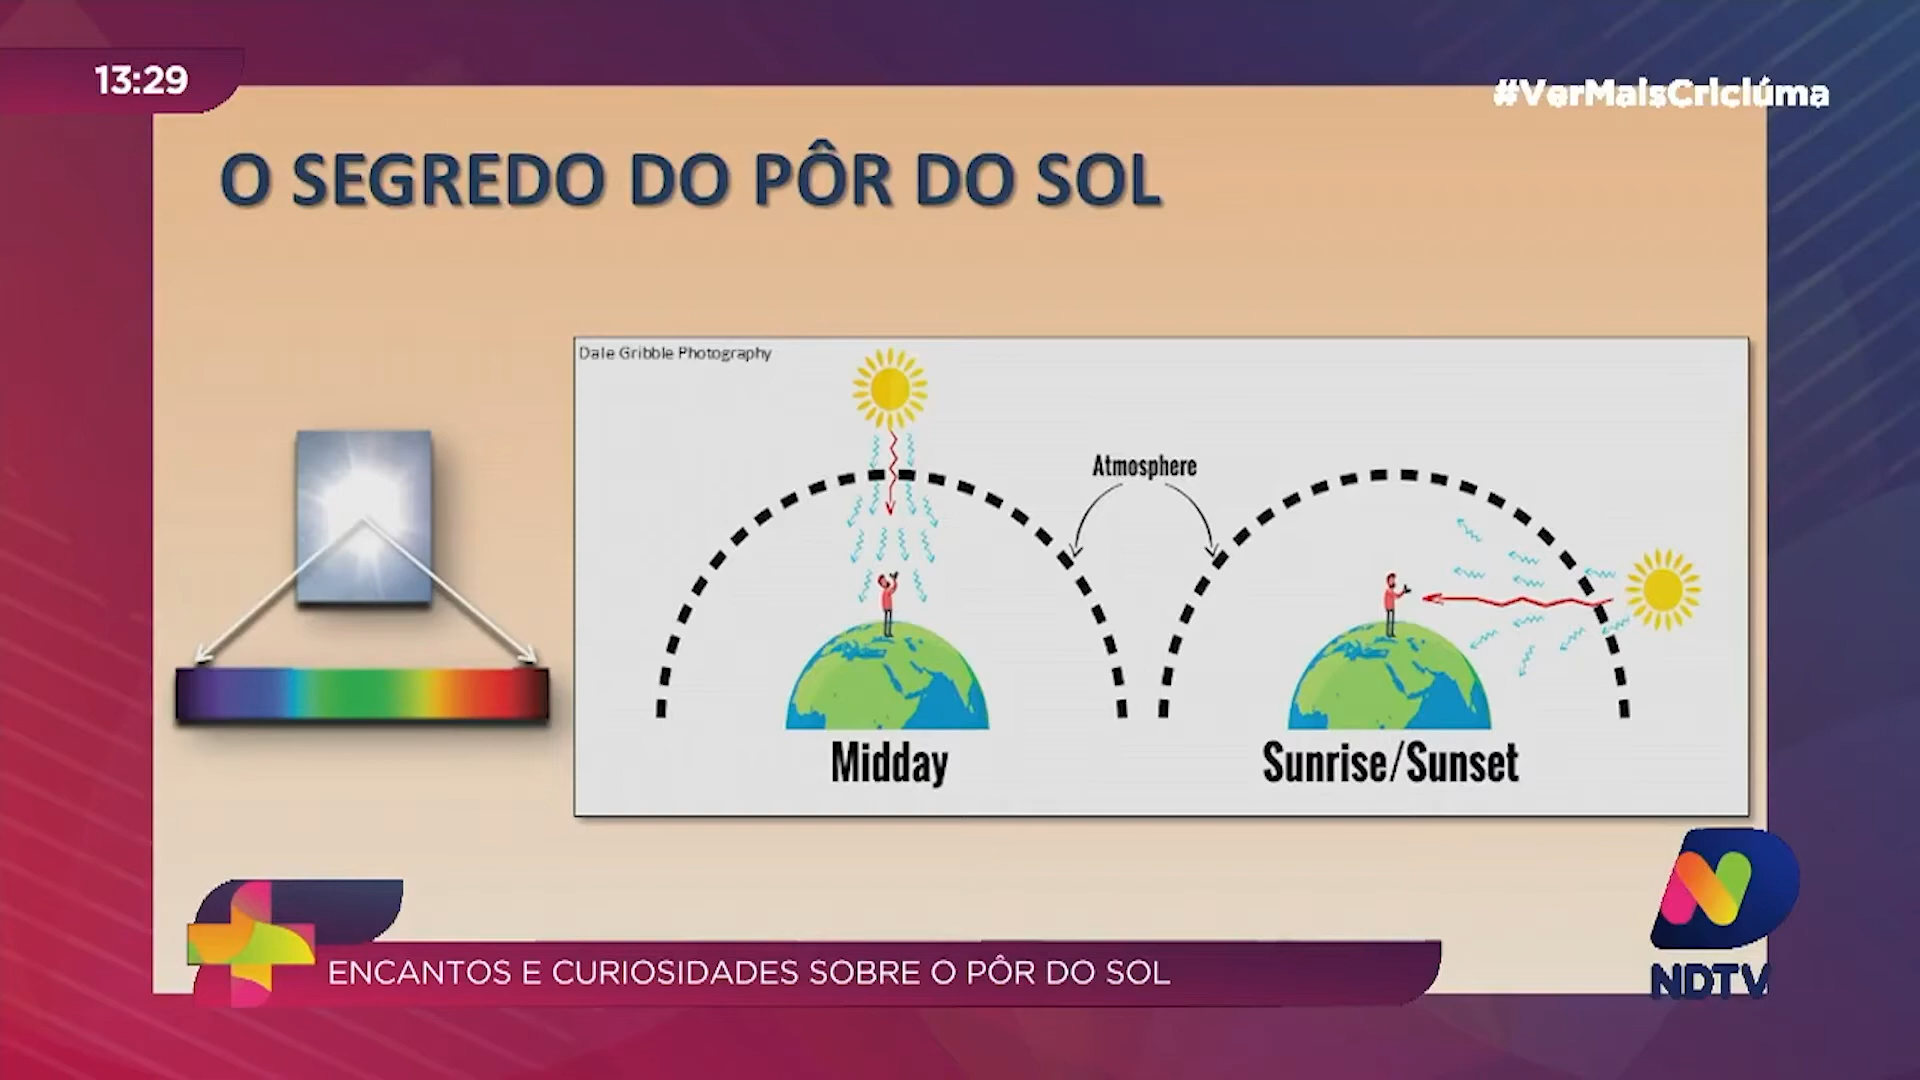 13:29
#VerMaisCriciúma
O SEGREDO DO PÔR DO SOL
Dale Gribble Photography
Atmosphere
Midday
Sunrise/Sunset
ENCANTOS E CURIOSIDADES SOBRE O PÔR DO SOL
NDTV